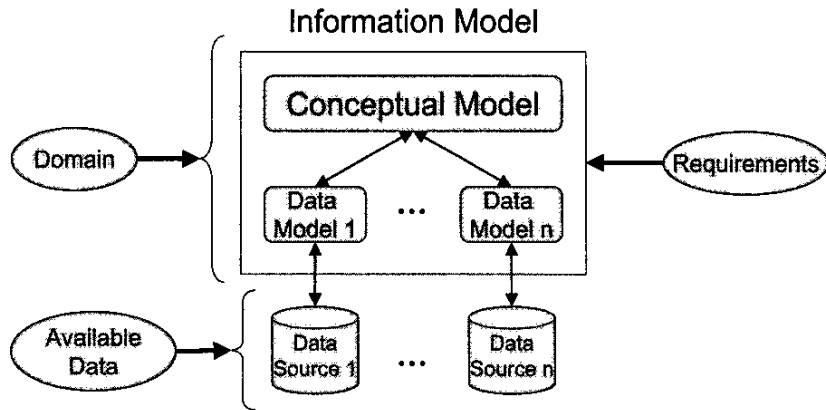 Information Model
Conceptual Model
Domain
Requirements
Data
Model 1
...
Data
Model n
Available
Data
Data
Source 1
...
Data
Source n